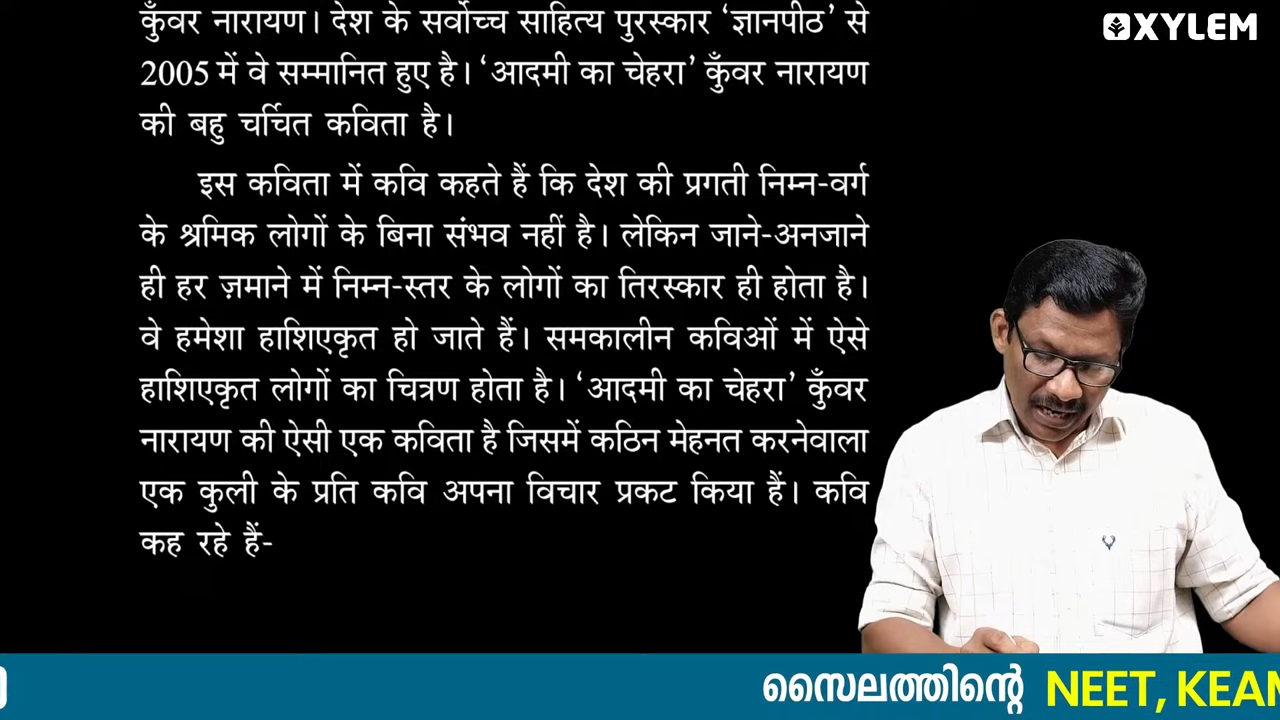 XYLEM
कुँवर नारायण। देश के सर्वोच्च साहित्य पुरस्कार ‘ज्ञानपीठ’ से
2005 में वे सम्मानित हुए है। ‘आदमी का चेहरा’ कुँवर नारायण
की बहु चर्चित कविता है।
इस कविता में कवि कहते हैं कि देश की प्रगती निम्न-वर्ग
के श्रमिक लोगों के बिना संभव नहीं है। लेकिन जाने-अनजाने
ही हर ज़माने में निम्न-स्तर के लोगों का तिरस्कार ही होता है।
वे हमेशा हाशिएकृत हो जाते हैं। समकालीन कविओं में ऐसे
हाशिएकृत लोगों का चित्रण होता है। ‘आदमी का चेहरा’ कुँवर
नारायण की ऐसी एक कविता है जिसमें कठिन मेहनत करनेवाला
एक कुली के प्रति कवि अपना विचार प्रकट किया हैं। कवि
कह रहे हैं-
സൈലത്തിന്റെ NEET, KEAM